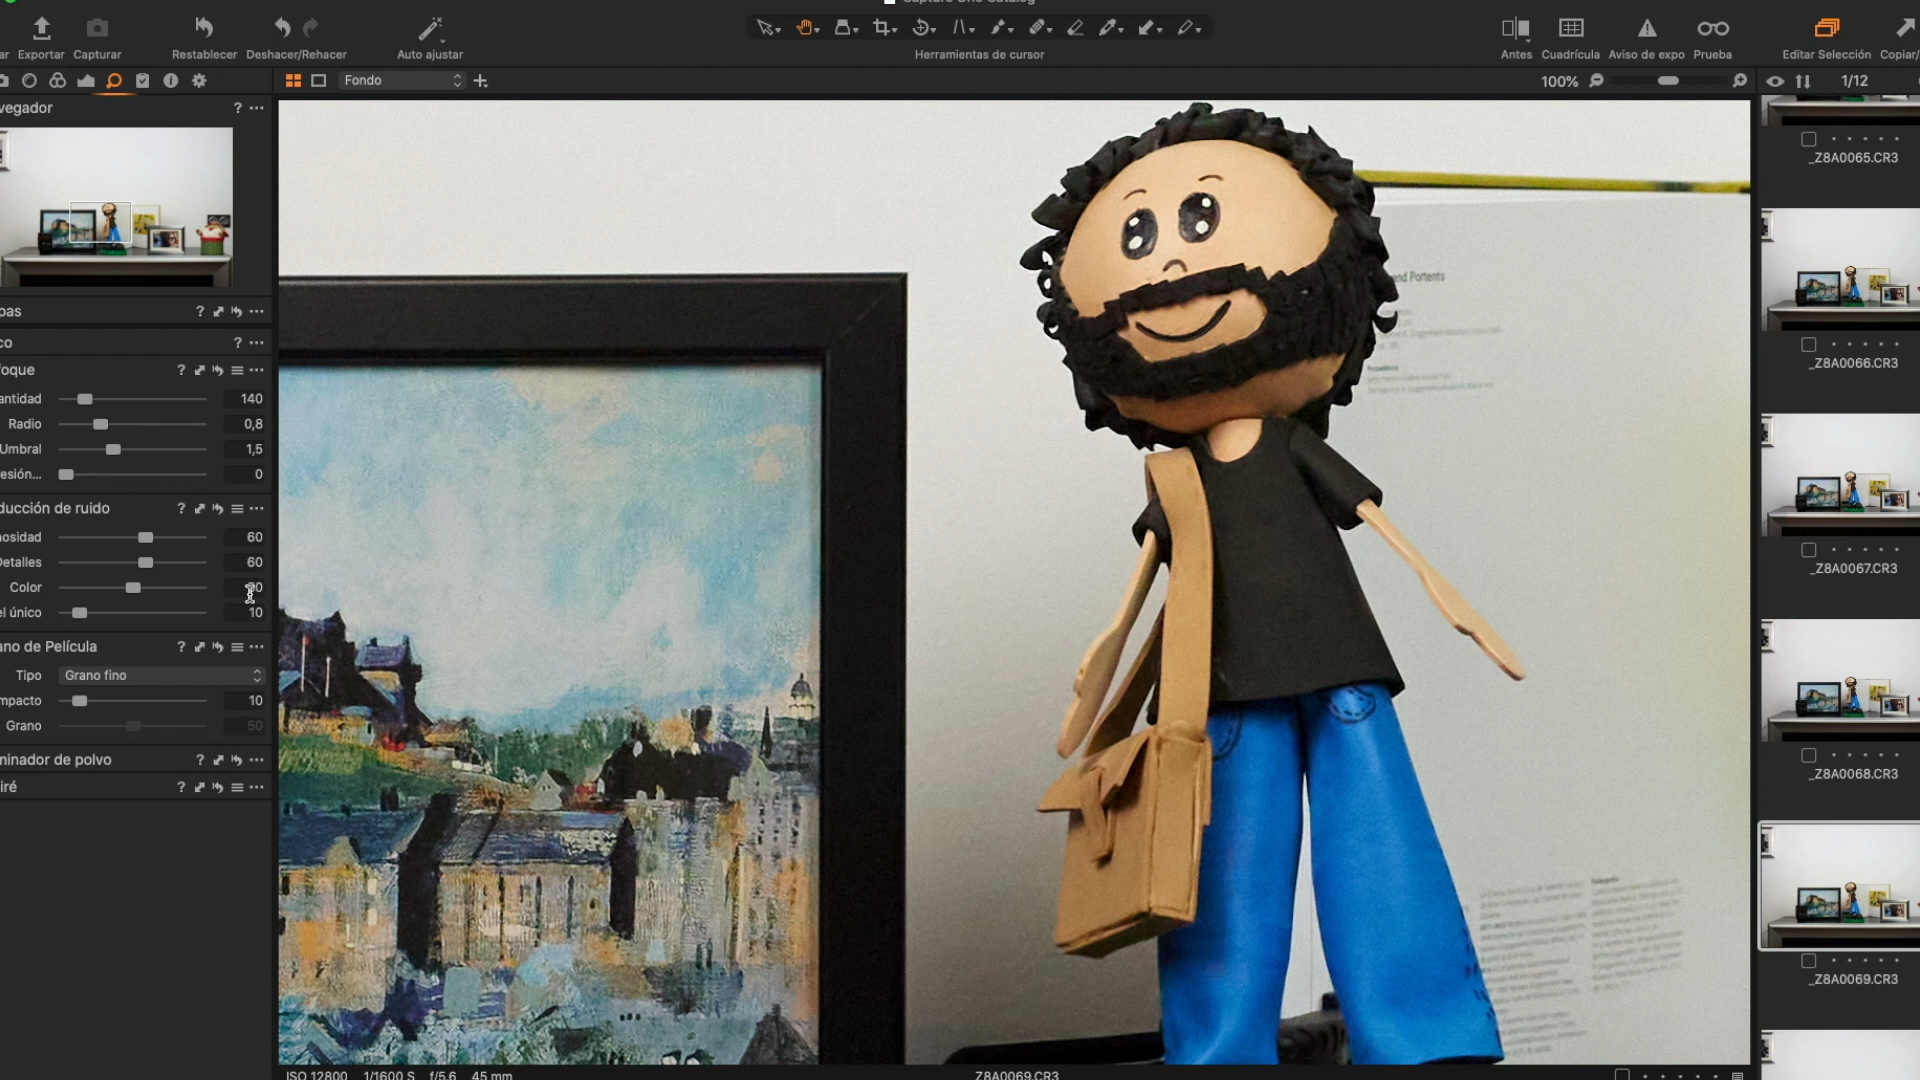 Exportar
Capturar
Restablecer
Deshacer/Rehacer
Auto ajustar
Herramientas de cursor
Antes
Cuadrícula
Aviso de expo
Prueba
Editar Selección
Copiar/
Fondo
100%
1/12
vegador
?
pas
?
co
?
foque
?
antidad 140
Radio 0,8
Umbral 1,5
esión... 0
ducción de ruido
?
nosidad 60
Detalles 60
Color
el único 10
ano de Película
?
Tipo Grano fino
mpacto 10
Grano 50
minador de polvo
?
iré
?
and Portents
_Z8A0065.CR3
_Z8A0066.CR3
_Z8A0067.CR3
_Z8A0068.CR3
_Z8A0069.CR3
ISO 12800 1/1600 S f/5.6 45 mm
Z8A0069.CR3